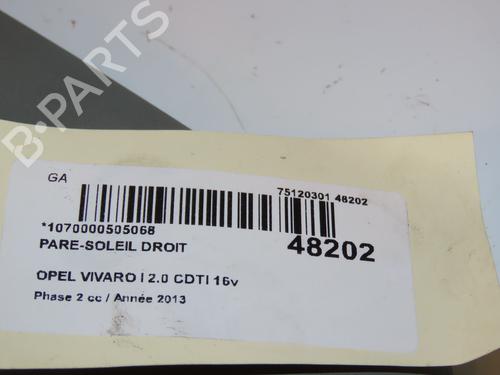 B-PARTS
GA
75120301 48202
*1070000505068
PARE-SOLEIL DROIT
48202
OPEL VIVARO I 2.0 CDTI 16v
Phase 2 cc / Année 2013